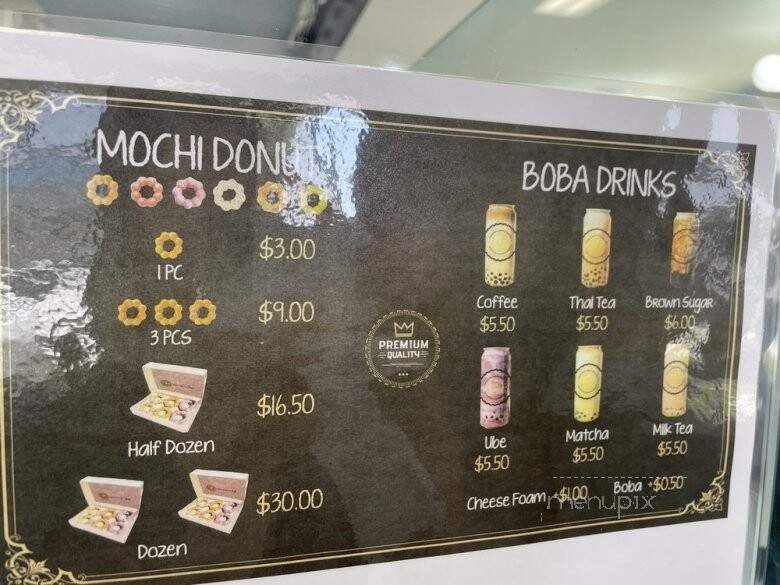 MOCHI DONUT
1 PC
$3.00
3 PCS
$9.00
Half Dozen
$16.50
Dozen
$30.00
PREMIUM
QUALITY
BOBA DRINKS
Coffee
$5.50
Thai Tea
$5.50
Brown Sugar
$6.00
Ube
$5.50
Matcha
$5.50
Milk Tea
$5.50
Cheese Foam +$1.00
Boba +$0.50
menupix